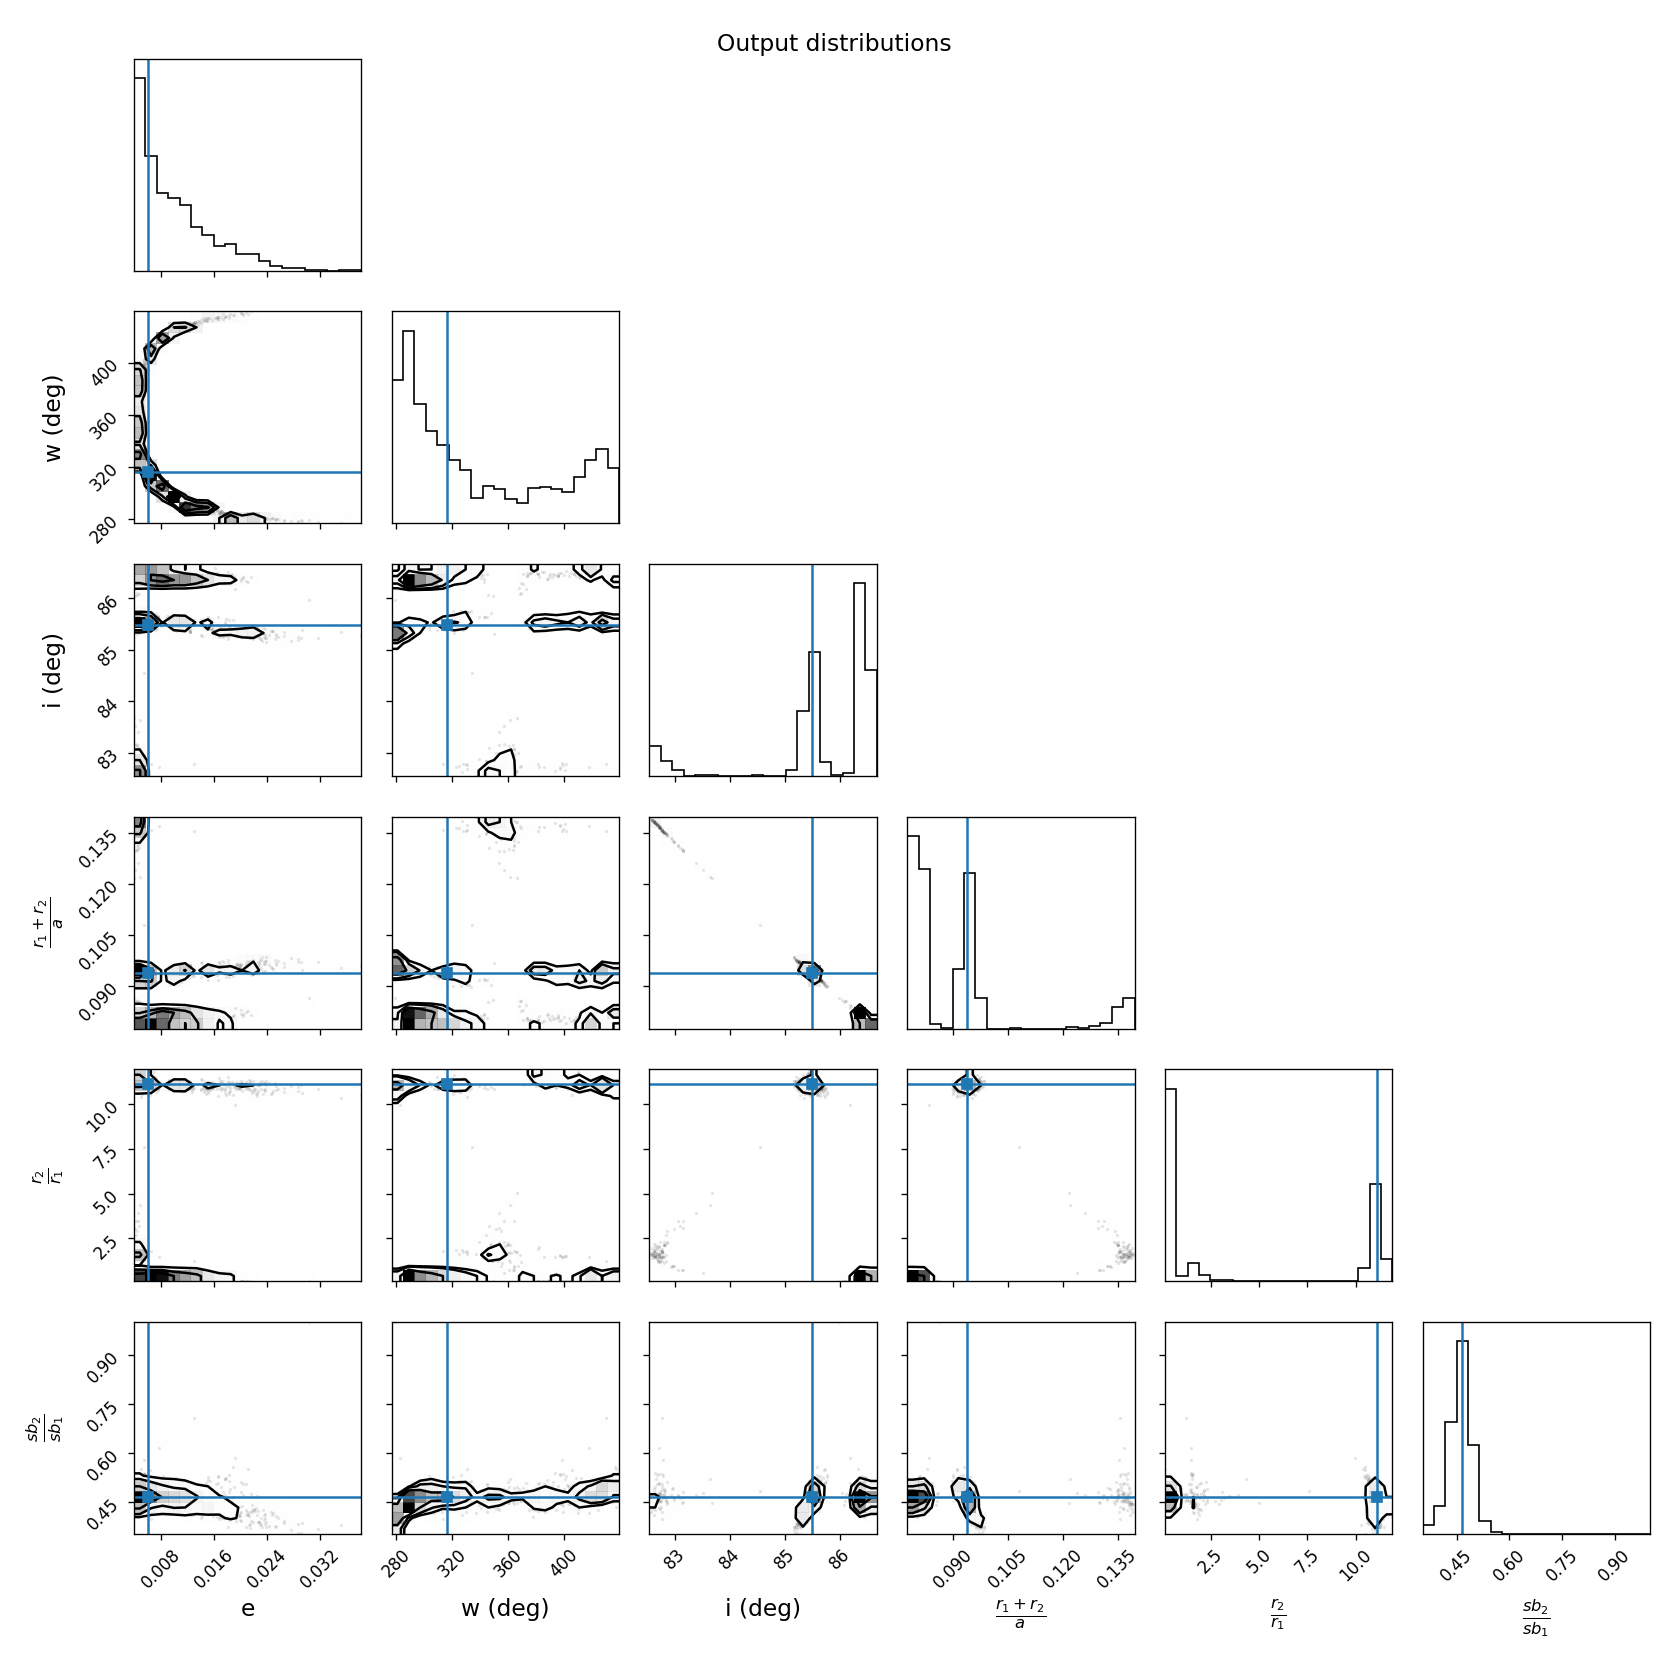 Output distributions
w (deg)
400
360
320
280
i (deg)
86
85
84
83
r₁ + r₂
a
0.135
0.120
0.105
0.090
r₂
r₁
10.0
7.5
5.0
2.5
sb₂
sb₁
0.90
0.75
0.60
0.45
0.008 0.016 0.024 0.032 280 320 360 400 83 84 85 86 0.090 0.105 0.120 0.135 2.5 5.0 7.5 10.0 0.45 0.60 0.75 0.90
e w (deg) i (deg) r₁ + r₂ r₂ sb₂
a r₁ sb₁